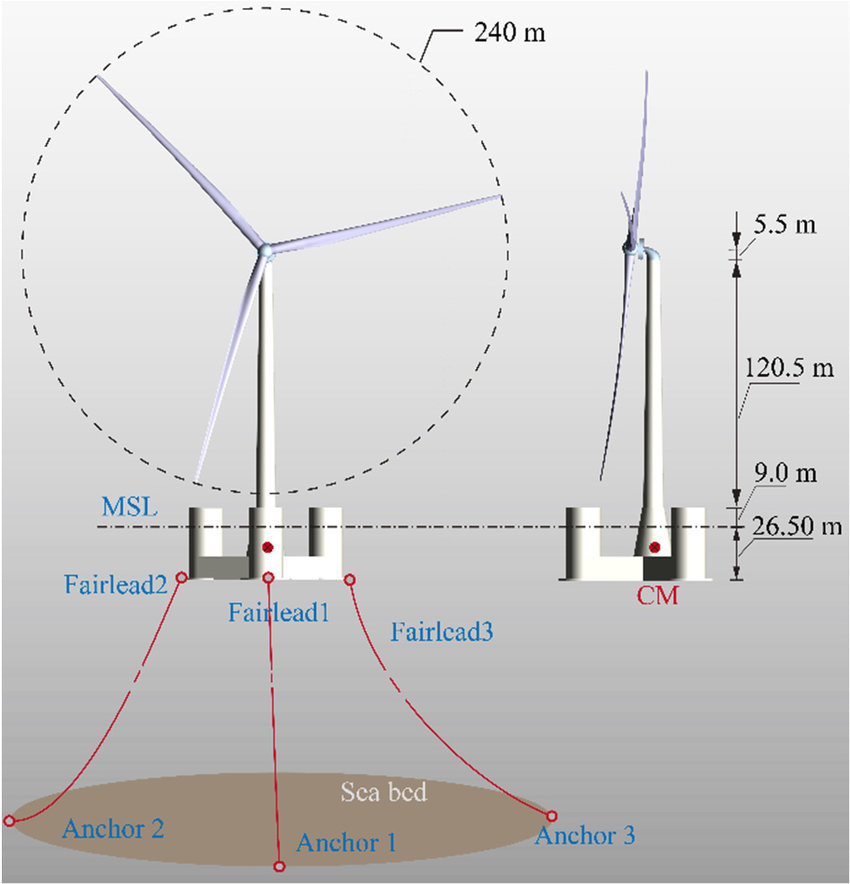 240 m
5.5 m
120.5 m
MSL
9.0 m
26.50 m
Fairlead2
CM
Fairlead1
Fairlead3
Sea bed
Anchor 2
Anchor 1
Anchor 3